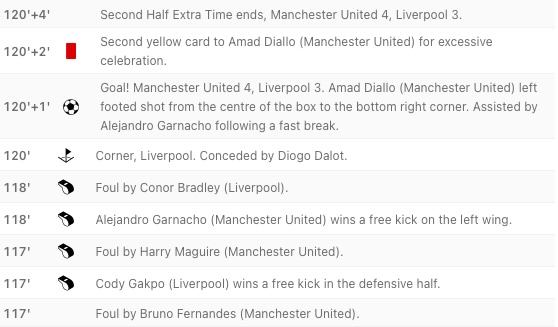 120'+4' Second Half Extra Time ends, Manchester United 4, Liverpool 3.
120'+2' Second yellow card to Amad Diallo (Manchester United) for excessive
celebration.
120'+1' Goal! Manchester United 4, Liverpool 3. Amad Diallo (Manchester United) left
footed shot from the centre of the box to the bottom right corner. Assisted by
Alejandro Garnacho following a fast break.
120' Corner, Liverpool. Conceded by Diogo Dalot.
118' Foul by Conor Bradley (Liverpool).
118' Alejandro Garnacho (Manchester United) wins a free kick on the left wing.
117' Foul by Harry Maguire (Manchester United).
117' Cody Gakpo (Liverpool) wins a free kick in the defensive half.
117' Foul by Bruno Fernandes (Manchester United).